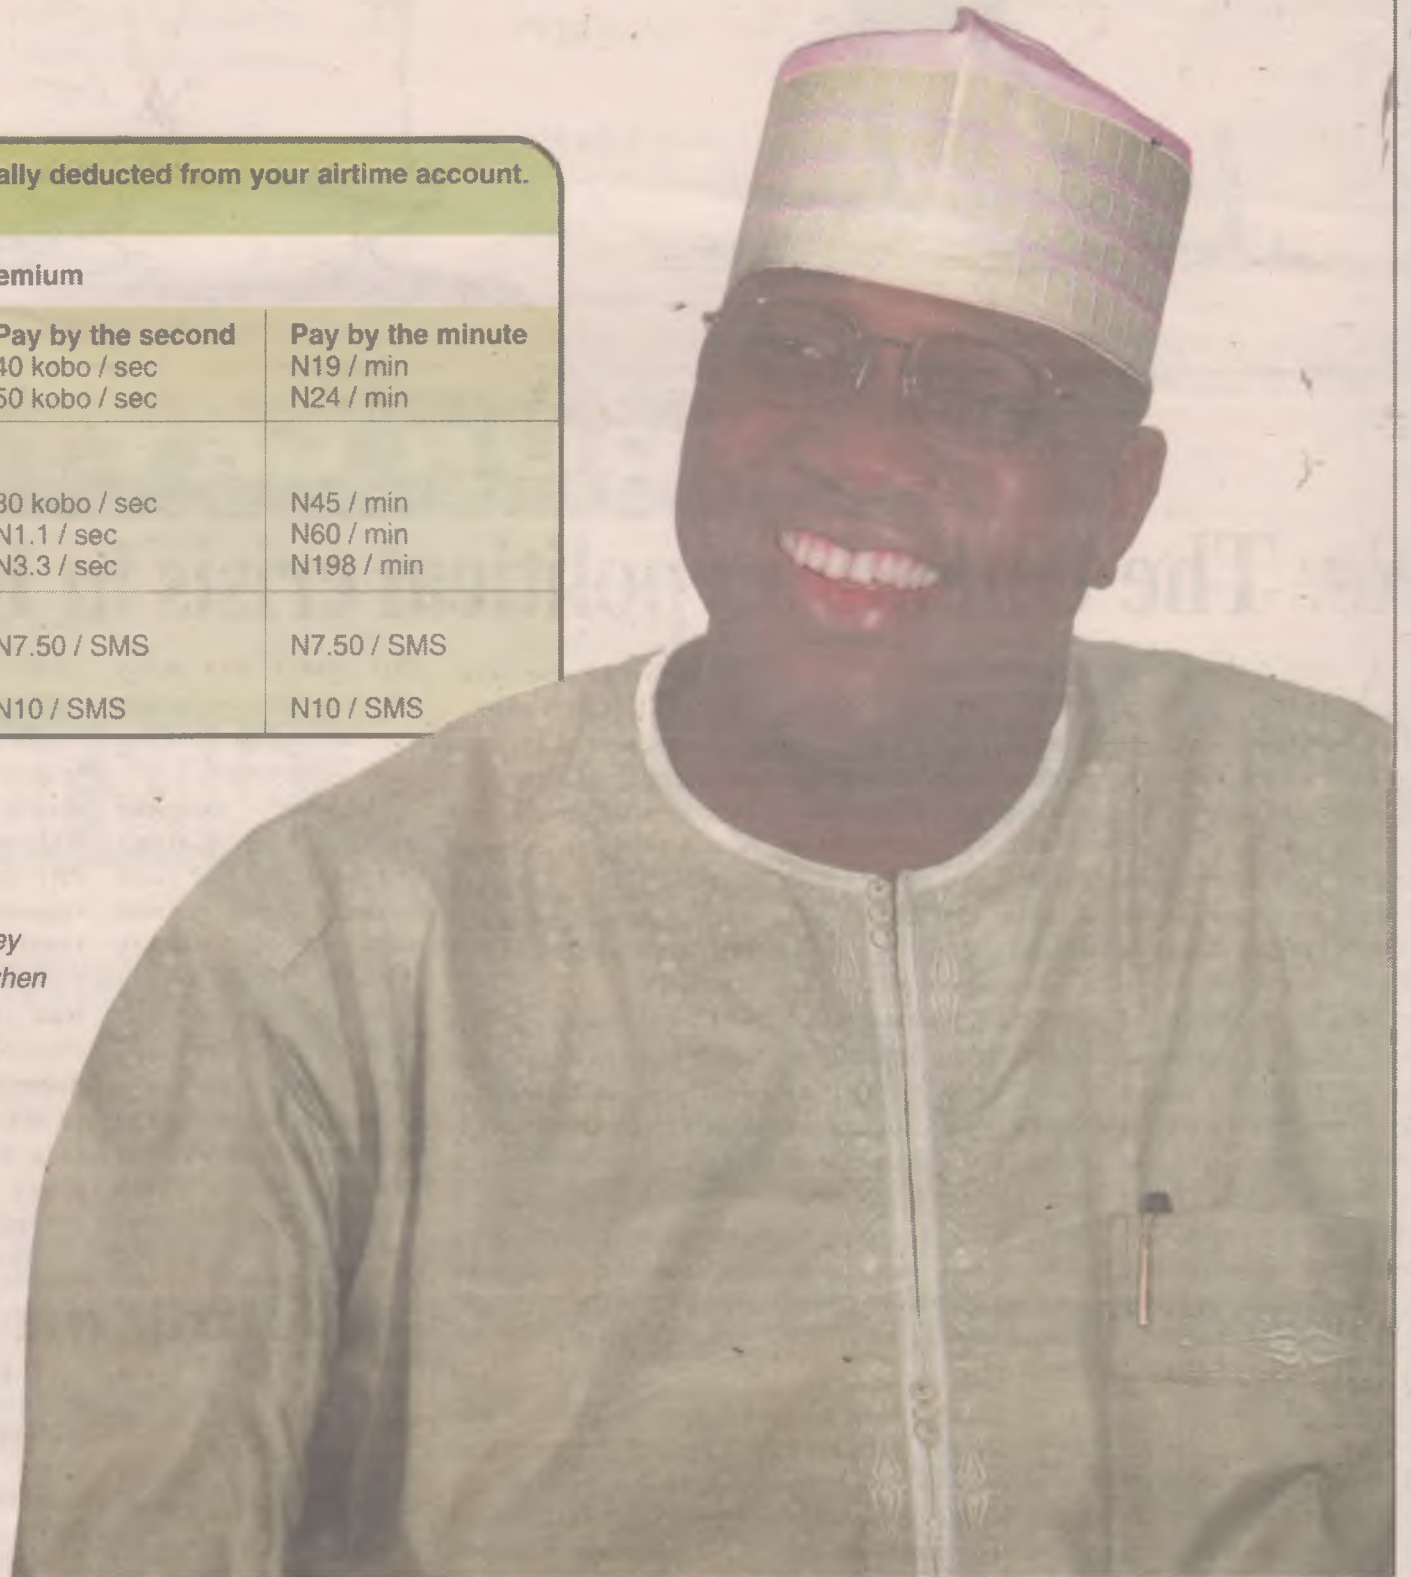 ally deducted from your airtime account.
emium
Pay by the second Pay by the minute
40 kobo / sec N19 / min
50 kobo / sec N24 / min
80 kobo / sec N45 / min
N1.1 / sec N60 / min
N3.3 / sec N198 / min
N7.50 / SMS N7.50 / SMS
N10 / SMS N10 / SMS
ey
when